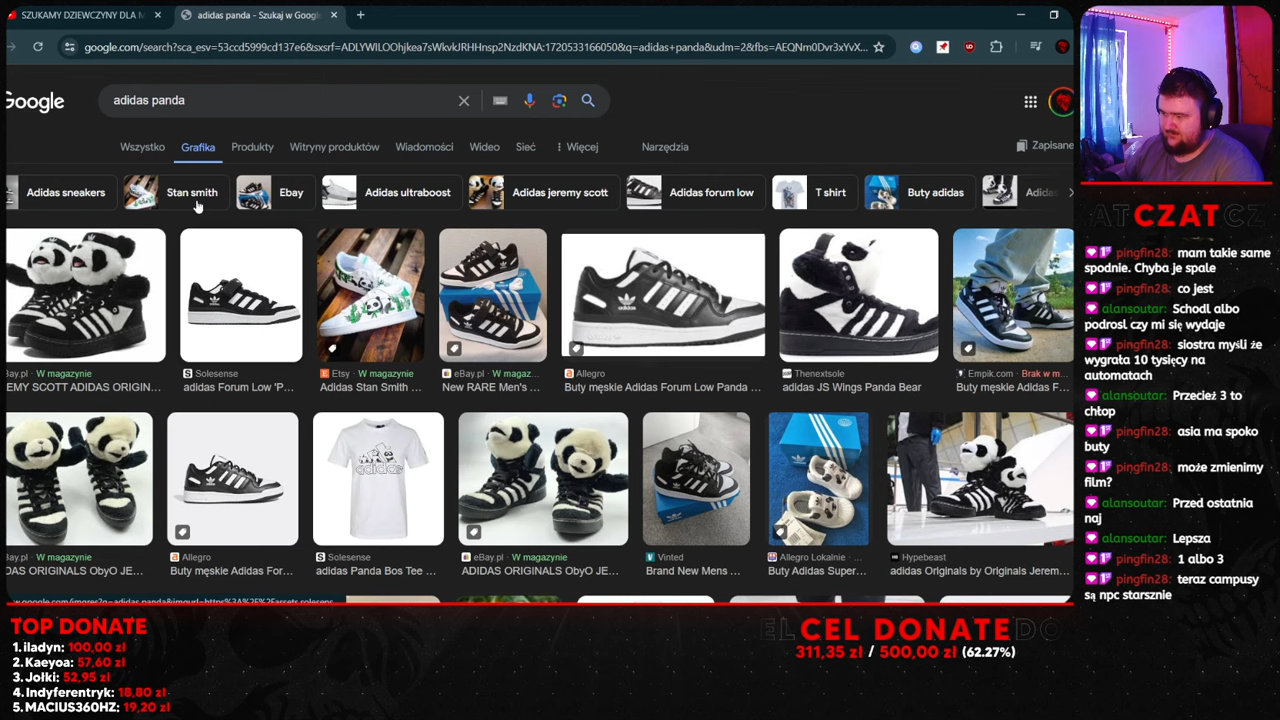 SZUKAMY DZIEWCZYNY DLA M
adidas panda - Szukaj w Google
google.com/search?sca_esv=53ccd5999cd137e6&sxsrf=ADLYWILOOhjkea7sWkvkJRHHnsp2NzdKNA:1720533166050&q=adidas+panda&udm=2&fbs=AEQNm0Dvr3xYvX...
Google
adidas panda
Wszystko
Grafika
Produkty
Witryny produktów
Wiadomości
Wideo
Sieć
Więcej
Narzędzia
Zapisane
Adidas sneakers
Stan smith
Ebay
Adidas ultraboost
Adidas jeremy scott
Adidas forum low
T shirt
Buty adidas
Adidas
Bay.pl · W magazynie
EMY SCOTT ADIDAS ORIGIN...
Solesense
adidas Forum Low 'P...
Etsy · W magazynie
Adidas Stan Smith ...
eBay.pl · W magaz...
New RARE Men's ...
Allegro
Buty męskie Adidas Forum Low Panda ...
Thenextsole
adidas JS Wings Panda Bear
Empik.com · Brak w m...
Buty męskie Adidas F...
adidas
Bay.pl · W magazynie
DAS ORIGINALS ObyO JE...
Allegro
Buty męskie Adidas For...
Solesense
adidas Panda Bos Tee ...
eBay.pl · W magazynie
ADIDAS ORIGINALS ObyO JE...
Vinted
Brand New Mens ...
Allegro Lokalnie · ...
Buty Adidas Super...
Hypebeast
adidas Originals by Originals Jerem...
CZAT
pingfin28: mam takie same
spodnie. Chyba je spale
pingfin28: co jest
alansoutar: Schodl albo
podrosl czy mi się wydaje
pingfin28: siostra myśli że
wygrała 10 tysięcy na
automatach
alansoutar: Przecież 3 to
chłop
pingfin28: asia ma spoko
buty
pingfin28: może zmienimy
film?
alansoutar: Przed ostatnia
naj
alansoutar: Lepsza
pingfin28: 1 albo 3
pingfin28: teraz campusy
są npc starsznie
TOP DONATE
1. iladyn: 100,00 zł
2. Kaeyoa: 57,60 zł
3. Jołki: 52,95 zł
4. Indyferentryk: 18,80 zł
5. MACIUS360HZ: 19,20 zł
EL CEL DONATE DO
311,35 zł / 500,00 zł (62.27%)